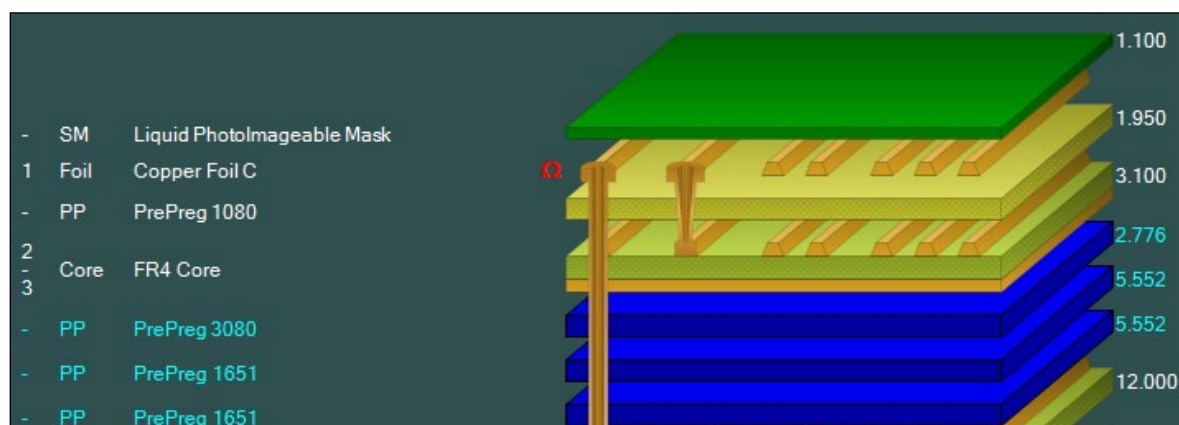 1.100
- SM Liquid PhotoImageable Mask
1 Foil Copper Foil C Ω 1.950
- PP PrePreg 1080 3.100
2
- Core FR4 Core 2.776
3
5.552
- PP PrePreg 3080 5.552
- PP PrePreg 1651 12.000
- PP PrePreg 1651